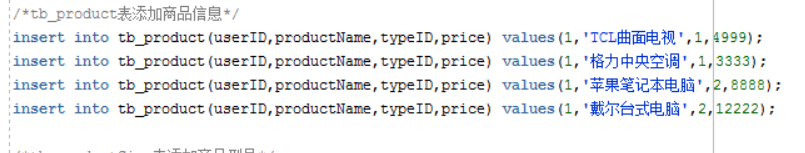 /*tb_product表添加商品信息*/
insert into tb_product(userID,productName,typeID,price) values(1,'TCL曲面电视',1,4999);
insert into tb_product(userID,productName,typeID,price) values(1,'格力中央空调',1,3333);
insert into tb_product(userID,productName,typeID,price) values(1,'苹果笔记本电脑',2,8888);
insert into tb_product(userID,productName,typeID,price) values(1,'戴尔台式电脑',2,12222);